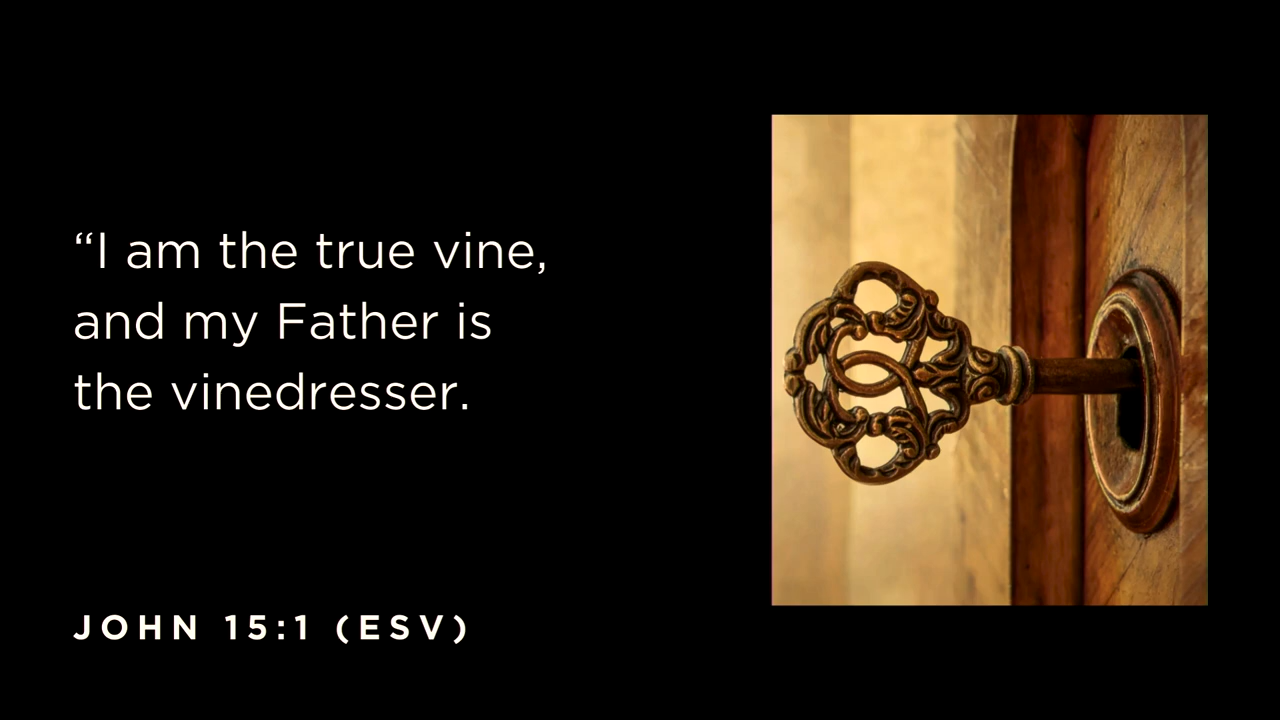 “I am the true vine,
and my Father is
the vinedresser.
JOHN 15:1 (ESV)